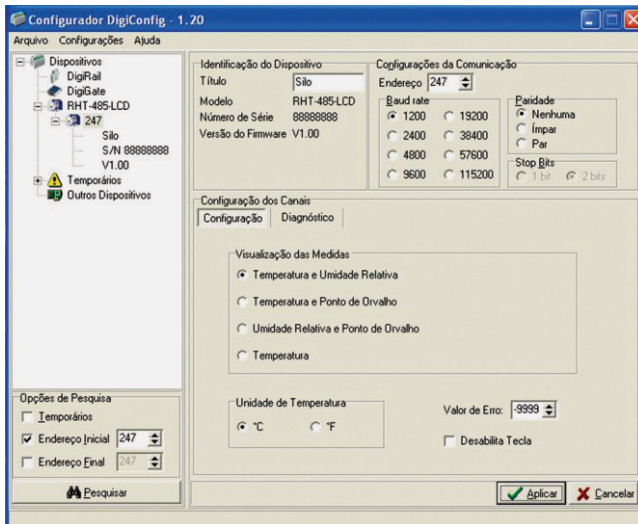 Configurador DigiConfig - 1.20
Arquivo Configurações Ajuda
Dispositivos
DigiRail
DigiGate
RHT-485-LCD
247
Silo
S/N 88888888
V1.00
Temporários
Outros Dispositivos
Opções de Pesquisa
Temporários
Endereço Inicial 247
Endereço Final 247
Pesquisar
Identificação do Dispositivo
Título Silo
Modelo RHT-485-LCD
Número de Série 88888888
Versão do Firmware V1.00
Configurações da Comunicação
Endereço 247
Baud rate
1200 19200
2400 38400
4800 57600
9600 115200
Paridade
Nenhuma
Ímpar
Par
Stop Bits
1 bit 2 bits
Configuração dos Canais
Configuração Diagnóstico
Visualização das Medidas
Temperatura e Umidade Relativa
Temperatura e Ponto de Orvalho
Umidade Relativa e Ponto de Orvalho
Temperatura
Unidade de Temperatura
°C °F
Valor de Erro: -9999
Desabilita Tecla
Aplicar Cancelar